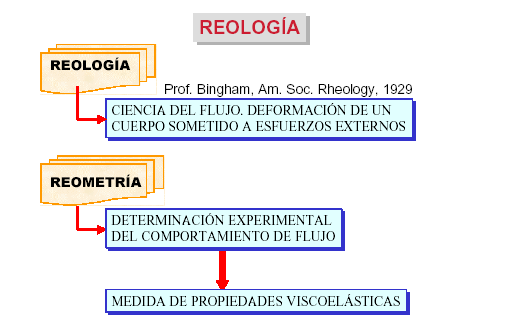 REOLOGÍA
REOLOGÍA
Prof. Bingham, Am. Soc. Rheology, 1929
CIENCIA DEL FLUJO. DEFORMACIÓN DE UN
CUERPO SOMETIDO A ESFUERZOS EXTERNOS
REOMETRÍA
DETERMINACIÓN EXPERIMENTAL
DEL COMPORTAMIENTO DE FLUJO
MEDIDA DE PROPIEDADES VISCOELÁSTICAS